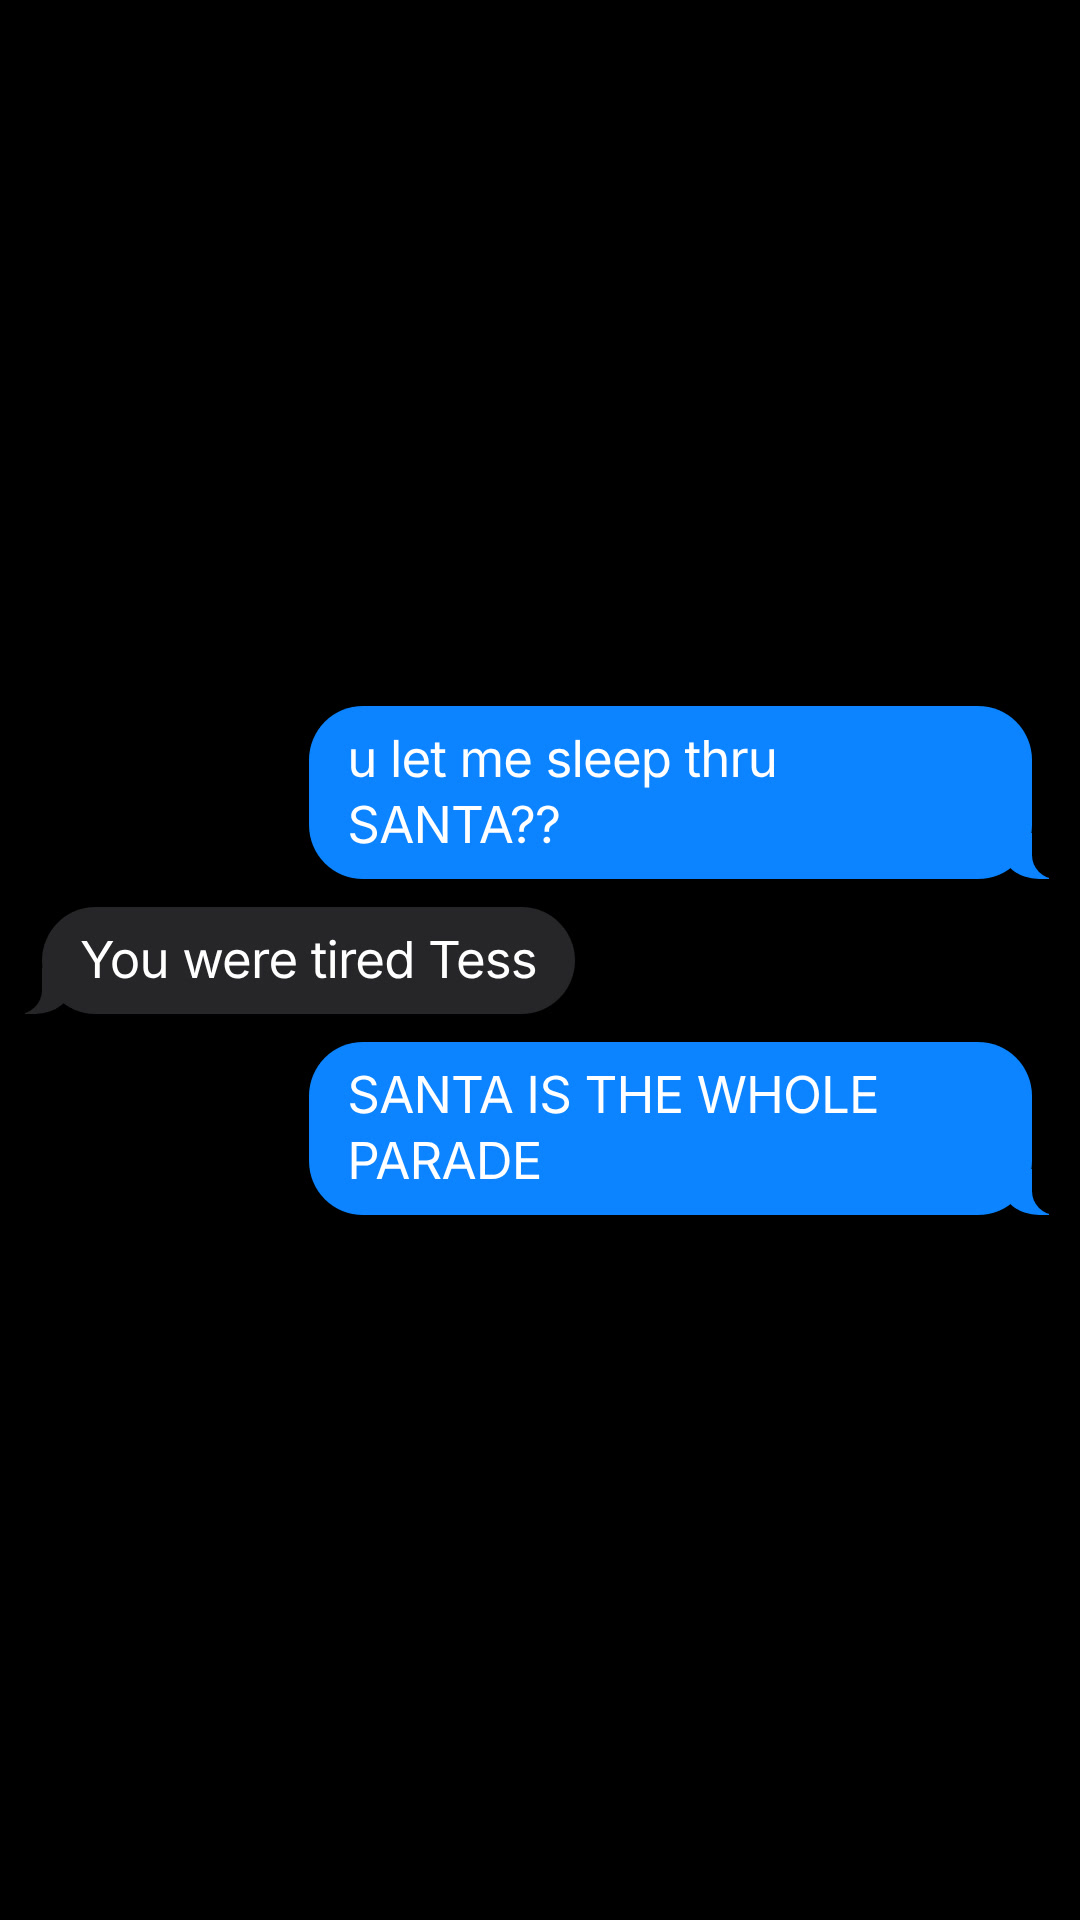 u let me sleep thru
SANTA??
You were tired Tess
SANTA IS THE WHOLE
PARADE